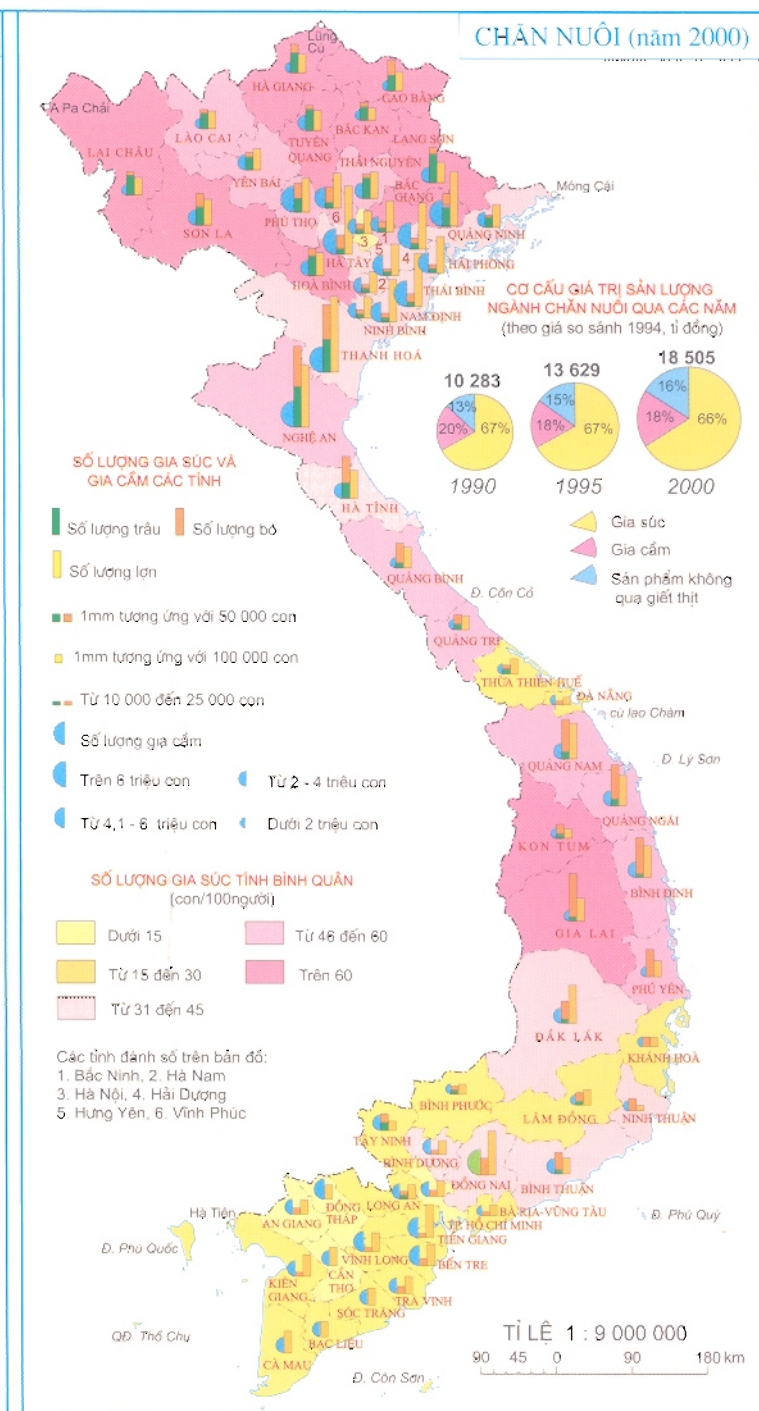 CHĂN NUÔI (năm 2000)
Lũng
Cú
HÀ GIANG
CAO BẰNG
A Pa Chải
LÀO CAI
BẮC KẠN
LẠNG SƠN
LAI CHÂU
TUYÊN
QUANG
THÁI NGUYÊN
YÊN BÁI
BẮC
GIANG
Móng Cái
PHÚ THỌ
6
SƠN LA
3
1
5
QUẢNG NINH
HÀ TÂY
4
HẢI PHÒNG
HOÀ BÌNH
2
THÁI BÌNH
NAM ĐỊNH
NINH BÌNH
THANH HOÁ
CƠ CẤU GIÁ TRỊ SẢN LƯỢNG
NGÀNH CHĂN NUÔI QUA CÁC NĂM
(theo giá so sánh 1994, tỉ đồng)
10 283
13 629
18 505
13%
20%
67%
15%
18%
67%
16%
18%
66%
1990
1995
2000
Gia súc
Gia cầm
Sản phẩm không
qua giết thịt
NGHỆ AN
SỐ LƯỢNG GIA SÚC VÀ
GIA CẦM CÁC TỈNH
Số lượng trâu
Số lượng bò
Số lượng lợn
1mm tương ứng với 50 000 con
1mm tương ứng với 100 000 con
Từ 10 000 đến 25 000 con
Số lượng gia cầm
Trên 6 triệu con
Từ 2 - 4 triệu con
Từ 4,1 - 6 triệu con
Dưới 2 triệu con
HÀ TĨNH
QUẢNG BÌNH
Đ. Cồn Cỏ
QUẢNG TRỊ
THỪA THIÊN HUẾ
ĐÀ NẴNG
cù lao Chàm
QUẢNG NAM
Đ. Lý Sơn
QUẢNG NGÃI
KON TUM
BÌNH ĐỊNH
GIA LAI
PHÚ YÊN
ĐẮK LẮK
KHÁNH HOÀ
SỐ LƯỢNG GIA SÚC TÍNH BÌNH QUÂN
(con/100người)
Dưới 15
Từ 46 đến 60
Từ 15 đến 30
Trên 60
Từ 31 đến 45
Các tỉnh đánh số trên bản đồ:
1. Bắc Ninh, 2. Hà Nam
3. Hà Nội, 4. Hải Dương
5. Hưng Yên, 6. Vĩnh Phúc
BÌNH PHƯỚC
LÂM ĐỒNG
NINH THUẬN
TÂY NINH
BÌNH DƯƠNG
ĐỒNG NAI
BÌNH THUẬN
Hà Tiên
AN GIANG
ĐỒNG
THÁP
LONG AN
BÀ RỊA-VŨNG TÀU
TP. HỒ CHÍ MINH
TIỀN GIANG
Đ. Phú Quý
Đ. Phú Quốc
VĨNH LONG
BẾN TRE
KIÊN
GIANG
CẦN
THƠ
TRÀ VINH
SÓC TRĂNG
QĐ. Thổ Chu
BẠC LIÊU
CÀ MAU
Đ. Côn Sơn
TỈ LỆ 1 : 9 000 000
90 45 0 90 180 km